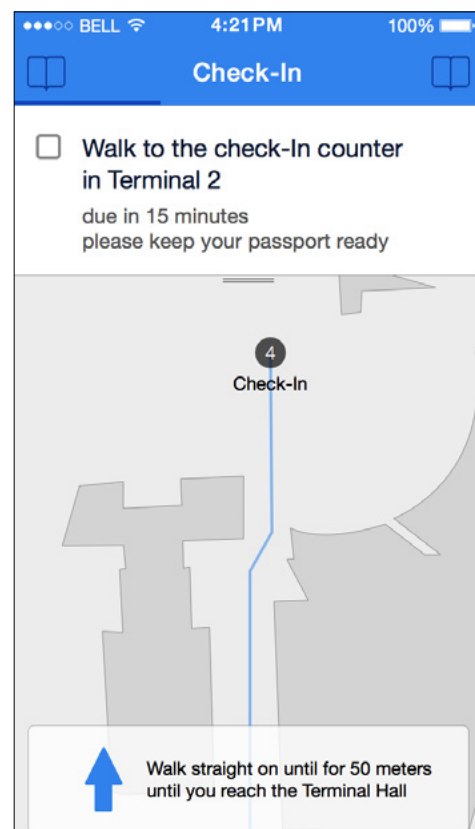 BELL 4:21PM 100%
Check-In
Walk to the check-In counter
in Terminal 2
due in 15 minutes
please keep your passport ready
4
Check-In
Walk straight on until for 50 meters
until you reach the Terminal Hall